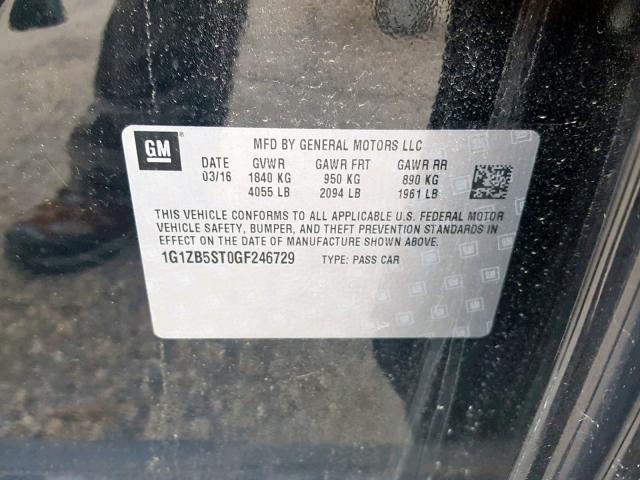 GM
MFD BY GENERAL MOTORS LLC
DATE GVWR GAWR FRT GAWR RR
03/16 1840 KG 950 KG 890 KG
4055 LB 2094 LB 1961 LB
THIS VEHICLE CONFORMS TO ALL APPLICABLE U.S. FEDERAL MOTOR
VEHICLE SAFETY, BUMPER, AND THEFT PREVENTION STANDARDS IN
EFFECT ON THE DATE OF MANUFACTURE SHOWN ABOVE.
1G1ZB5ST0GF246729 TYPE: PASS CAR